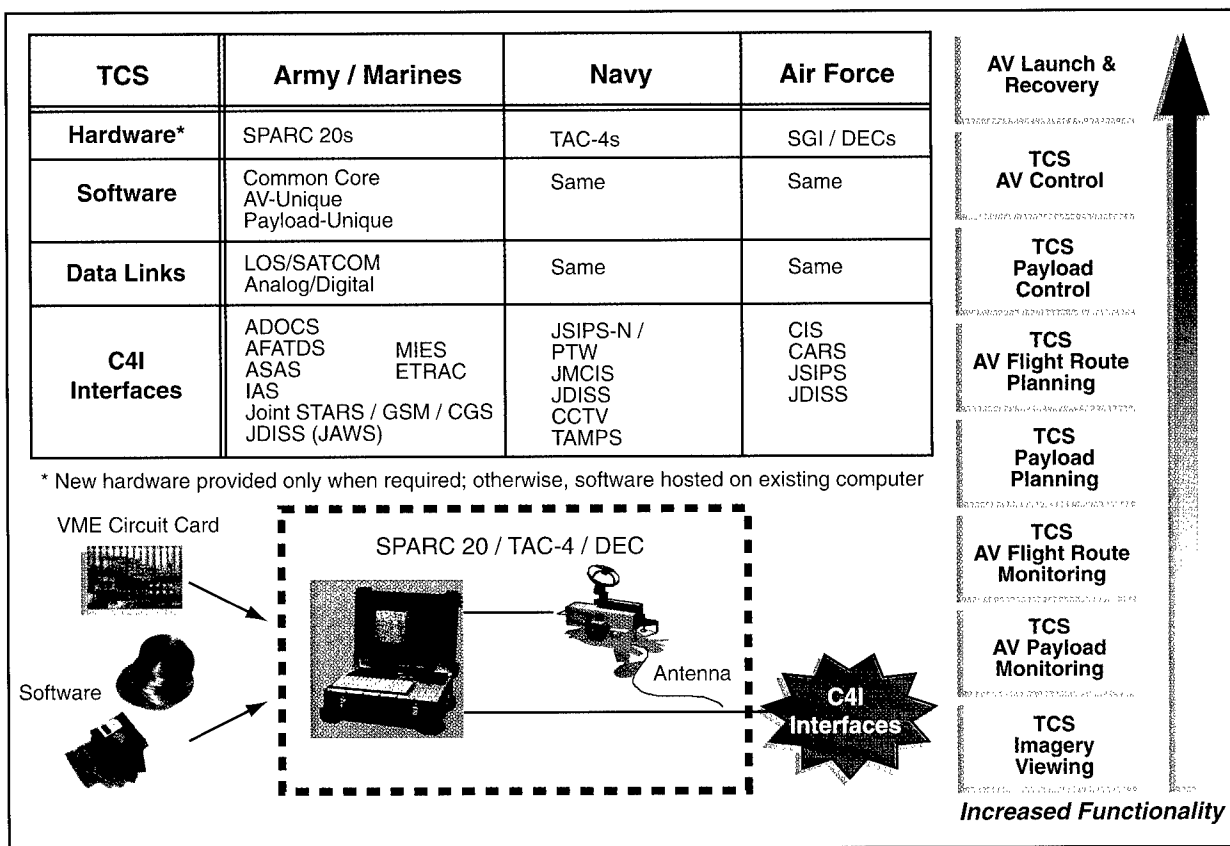 TCS Army / Marines Navy Air Force
Hardware* SPARC 20s TAC-4s SGI / DECs
Software
Common Core
AV-Unique
Payload-Unique
Same
Same
Data Links
LOS/SATCOM
Analog/Digital
Same
Same
C4I
Interfaces
ADOCS
AFATDS MIES
ASAS ETRAC
IAS
Joint STARS / GSM / CGS
JDISS (JAWS)
JSIPS-N /
PTW
JMCIS
JDISS
CCTV
TAMPS
CIS
CARS
JSIPS
JDISS
* New hardware provided only when required; otherwise, software hosted on existing computer
VME Circuit Card
Software
SPARC 20 / TAC-4 / DEC
Antenna
C4I
Interfaces
AV Launch &
Recovery
TCS
AV Control
TCS
Payload
Control
TCS
AV Flight Route
Planning
TCS
Payload
Planning
TCS
AV Flight Route
Monitoring
TCS
AV Payload
Monitoring
TCS
Imagery
Viewing
Increased Functionality